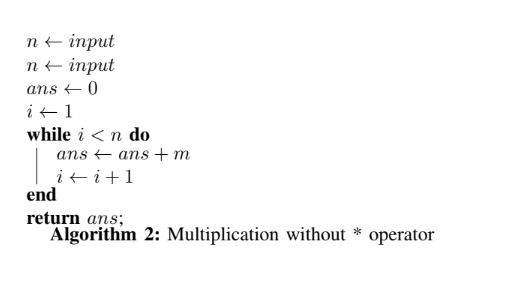 n ← input
n ← input
ans ← 0
i ← 1
while i < n do
ans ← ans + m
i ← i + 1
end
return ans;
Algorithm 2: Multiplication without * operator